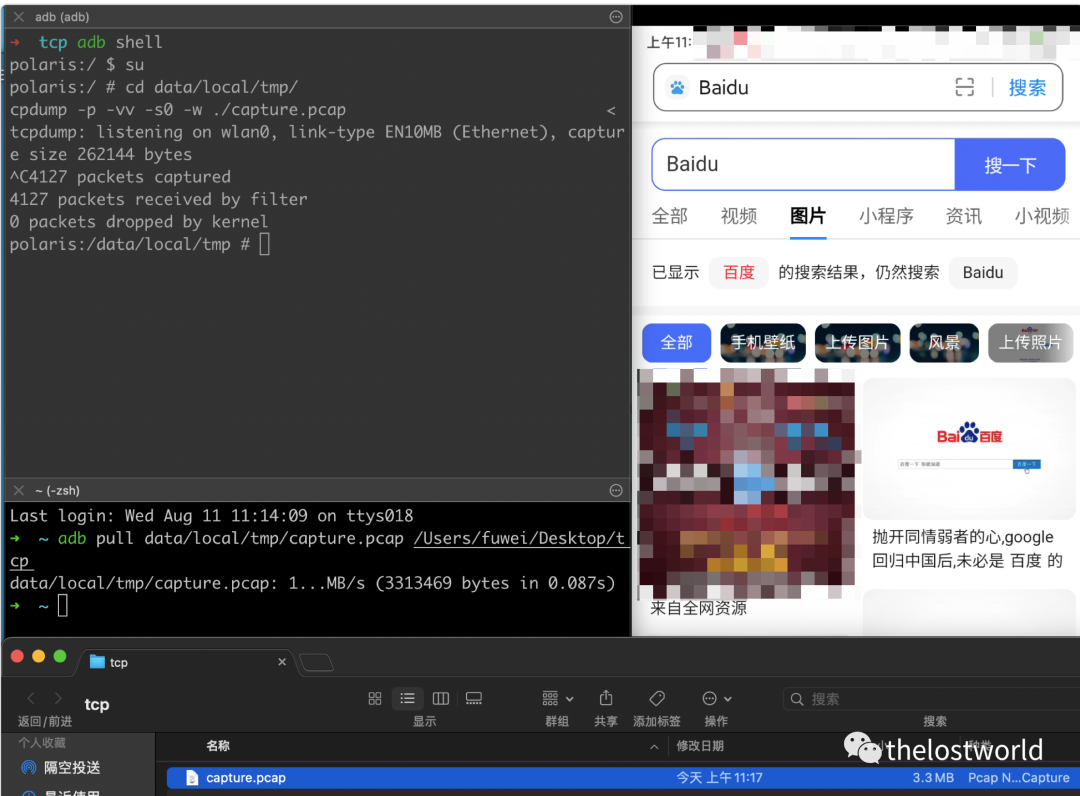 adb (adb)
→ tcp adb shell
polaris:/ $ su
polaris:/ # cd data/local/tmp/
cpdump -p -vv -s0 -w ./capture.pcap <
tcpdump: listening on wlan0, link-type EN10MB (Ethernet), captur
e size 262144 bytes
^C4127 packets captured
4127 packets received by filter
0 packets dropped by kernel
polaris:/data/local/tmp #
~ (-zsh)
Last login: Wed Aug 11 11:14:09 on ttys018
→ ~ adb pull data/local/tmp/capture.pcap /Users/fuwei/Desktop/t
cp
data/local/tmp/capture.pcap: 1...MB/s (3313469 bytes in 0.087s)
→ ~
上午11:
Baidu 搜索
Baidu 搜一下
全部 视频 图片 小程序 资讯 小视频
已显示 百度 的搜索结果，仍然搜索 Baidu
全部 手机壁纸 上传图片 风景 上传照片
Bai du 百度
百度一下
抛开同情弱者的心,google
回归中国后,未必是 百度 的
来自全网资源
tcp
tcp
返回/前进 显示 群组 共享 添加标签 操作 搜索
搜索
个人收藏
隔空投送
最近使用
名称 修改日期 种类
capture.pcap 今天 上午11:17 3.3 MB Pcap N...Capture
thelostworld